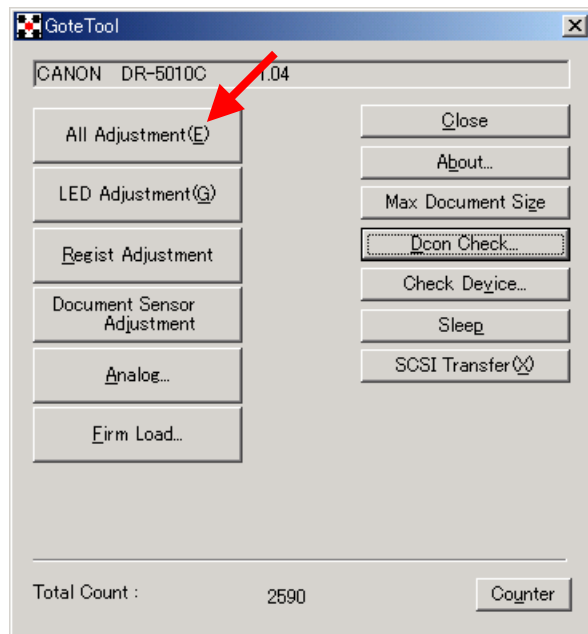 GoteTool
CANON DR-5010C 1.04
All Adjustment(E)
LED Adjustment(G)
Regist Adjustment
Document Sensor
Adjustment
Analog...
Firm Load...
Close
About...
Max Document Size
Dcon Check...
Check Device...
Sleep
SCSI Transfer(X)
Total Count :
2590
Counter